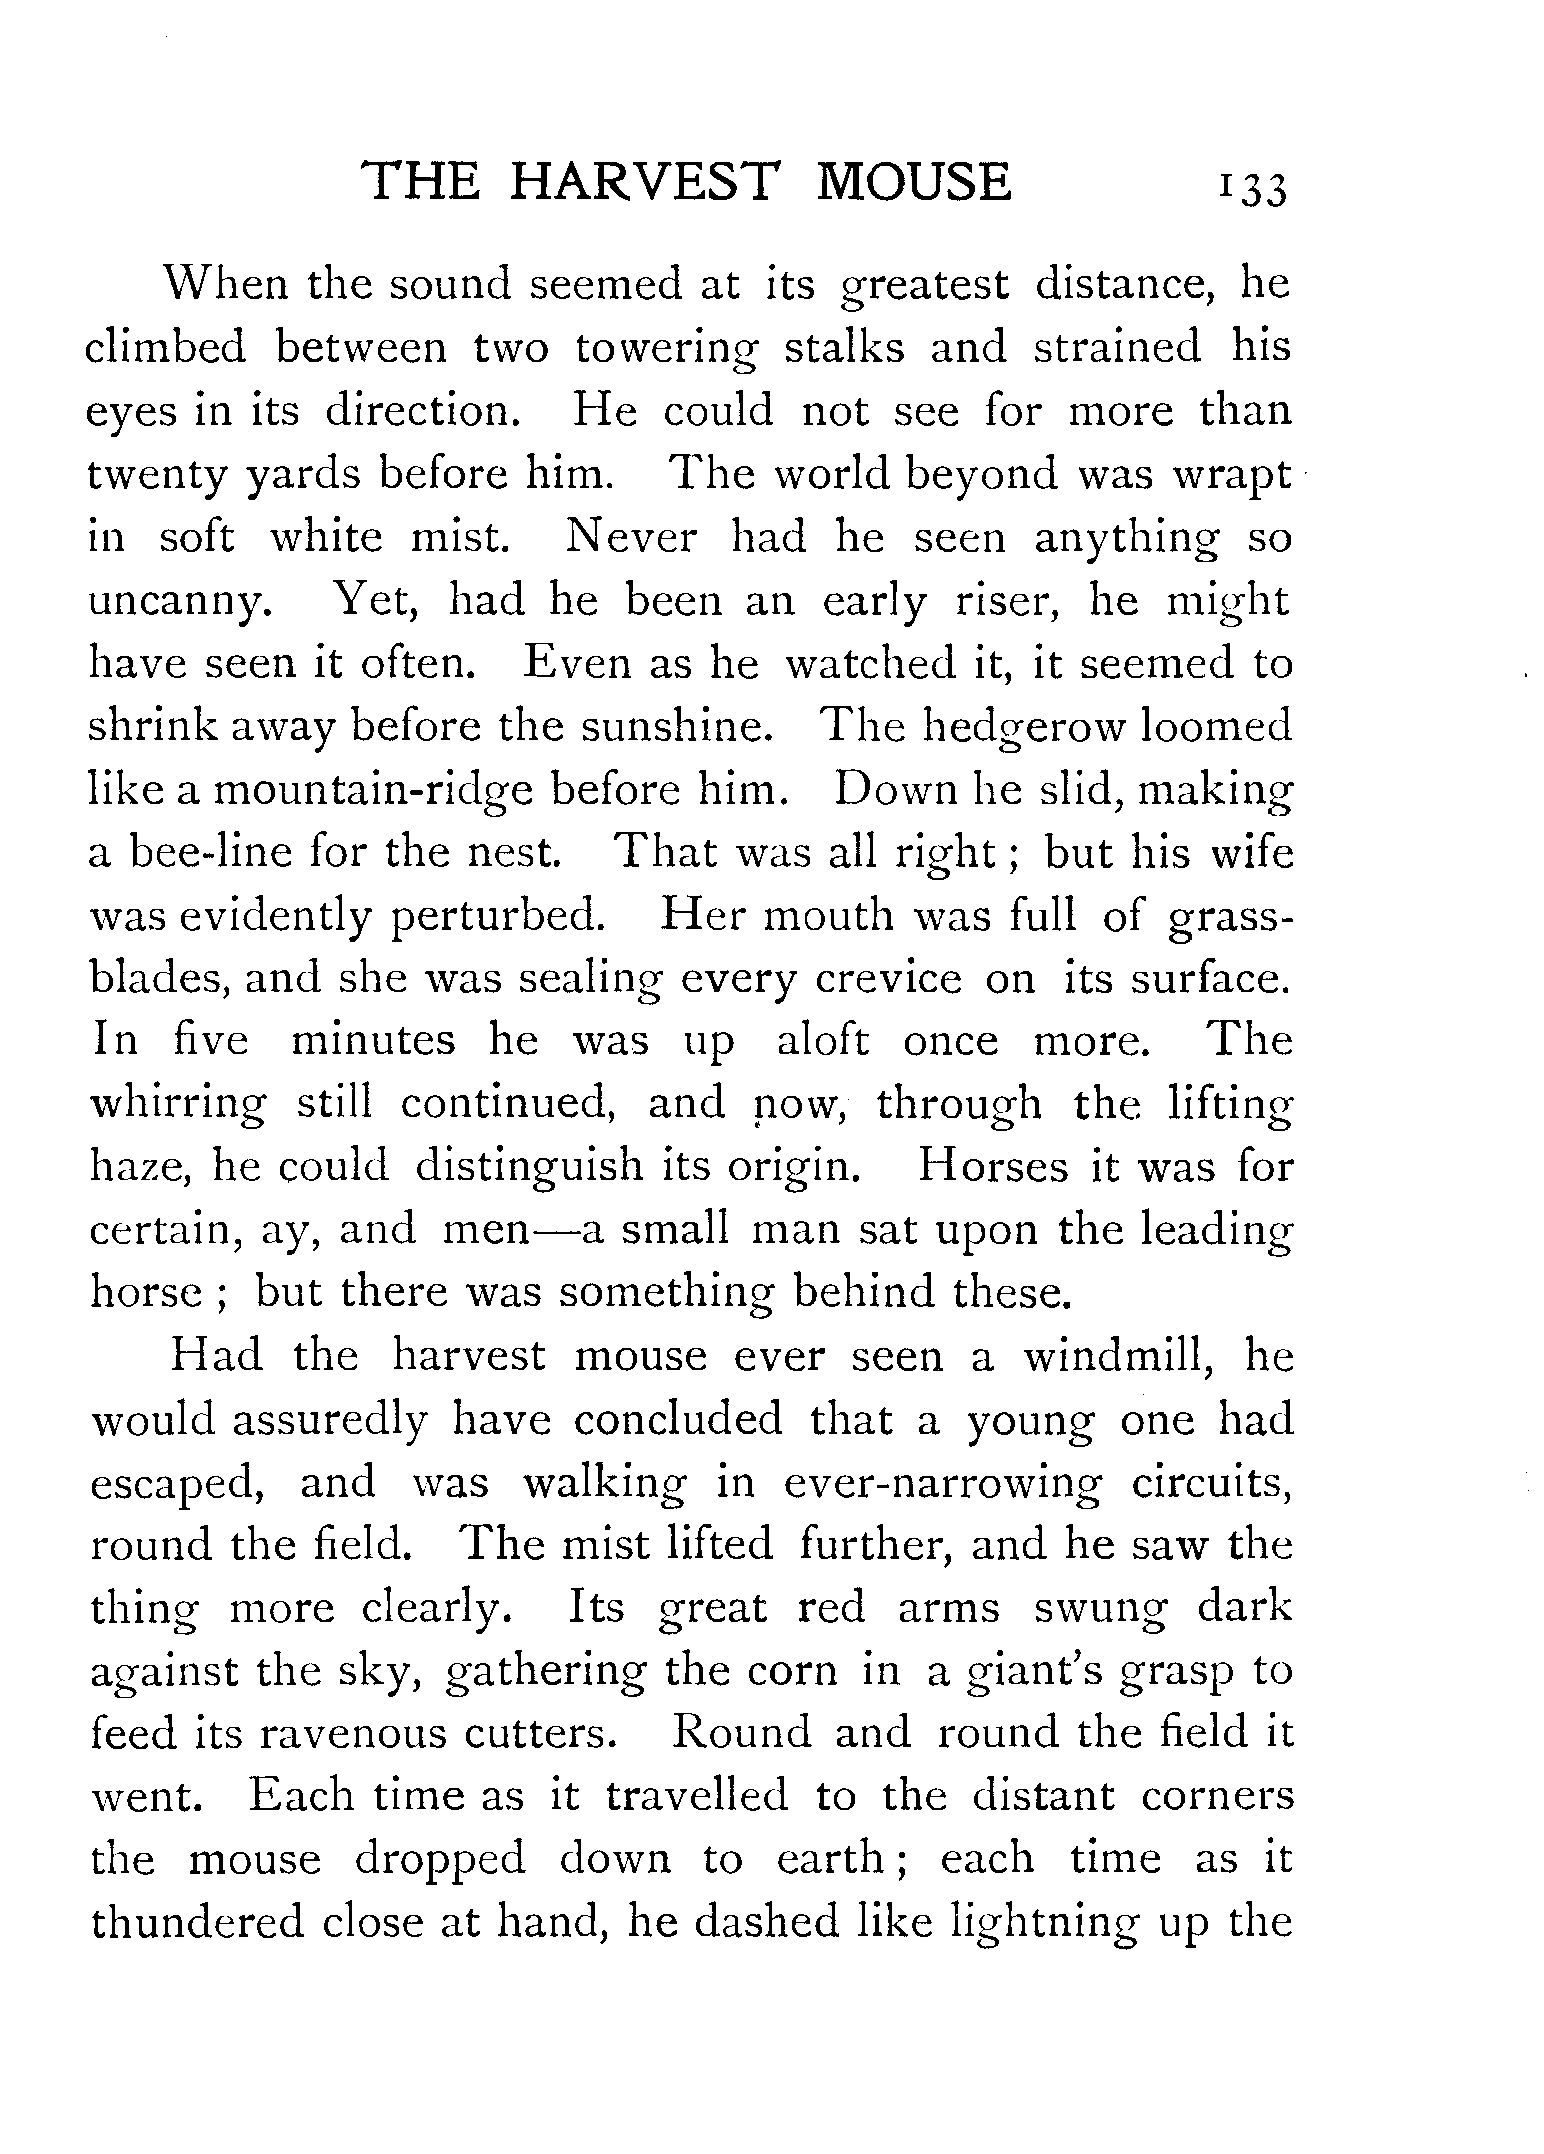 THE HARVEST MOUSE 133
When the sound seemed at its greatest distance, he
climbed between two towering stalks and strained his
eyes in its direction. He could not see for more than
twenty yards before him. The world beyond was wrapt
in soft white mist. Never had he seen anything so
uncanny. Yet, had he been an early riser, he might
have seen it often. Even as he watched it, it seemed to
shrink away before the sunshine. The hedgerow loomed
like a mountain-ridge before him. Down he slid, making
a bee-line for the nest. That was all right ; but his wife
was evidently perturbed. Her mouth was full of grass-
blades, and she was sealing every crevice on its surface.
In five minutes he was up aloft once more. The
whirring still continued, and now, through the lifting
haze, he could distinguish its origin. Horses it was for
certain, ay, and men—a small man sat upon the leading
horse ; but there was something behind these.
Had the harvest mouse ever seen a windmill, he
would assuredly have concluded that a young one had
escaped, and was walking in ever-narrowing circuits,
round the field. The mist lifted further, and he saw the
thing more clearly. Its great red arms swung dark
against the sky, gathering the corn in a giant's grasp to
feed its ravenous cutters. Round and round the field it
went. Each time as it travelled to the distant corners
the mouse dropped down to earth ; each time as it
thundered close at hand, he dashed like lightning up the